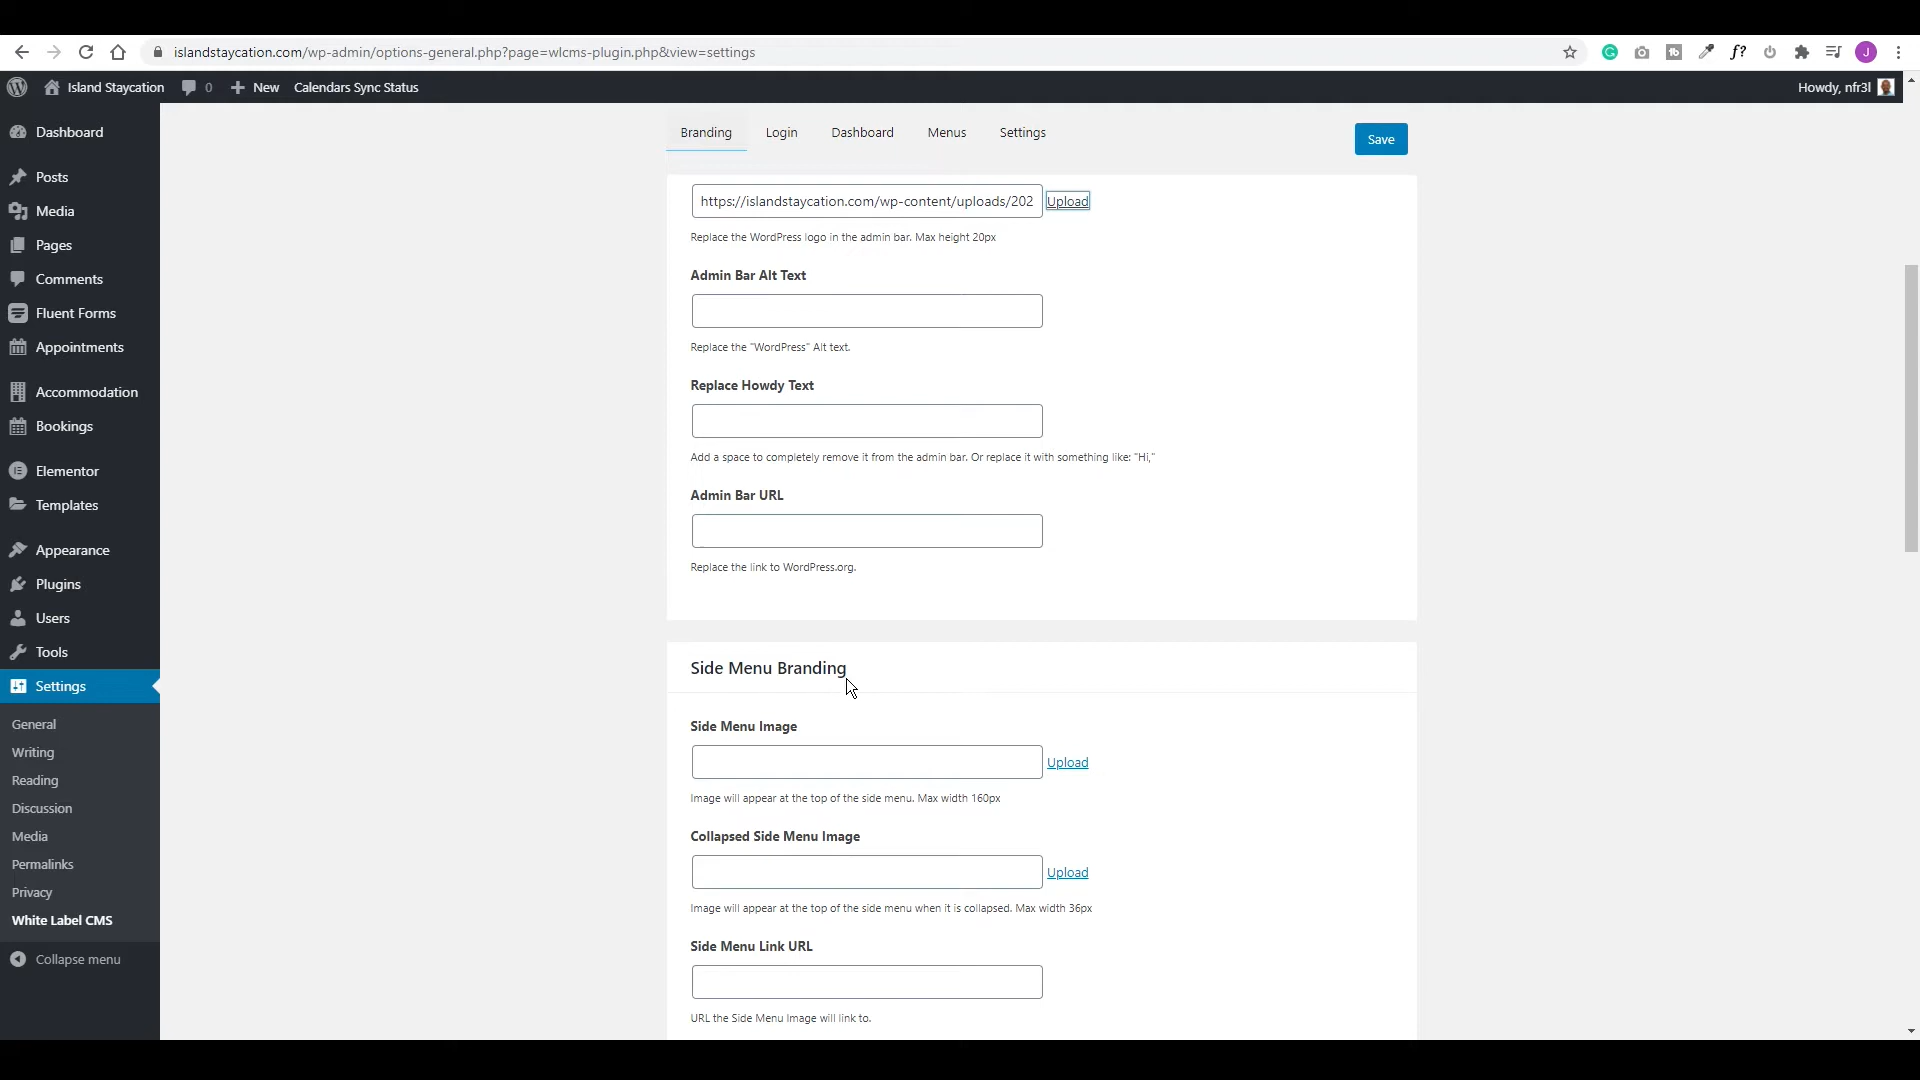 islandstaycation.com/wp-admin/options-general.php?page=wlcms-plugin.php&view=settings
Island Staycation 0 New Calendars Sync Status Howdy, nfr3l
Dashboard
Posts
Media
Pages
Comments
Fluent Forms
Appointments
Accommodation
Bookings
Elementor
Templates
Appearance
Plugins
Users
Tools
Settings
General
Writing
Reading
Discussion
Media
Permalinks
Privacy
White Label CMS
Collapse menu
Branding Login Dashboard Menus Settings Save
https://islandstaycation.com/wp-content/uploads/202 Upload
Replace the WordPress logo in the admin bar. Max height 20px
Admin Bar Alt Text
Replace the "WordPress" Alt text.
Replace Howdy Text
Add a space to completely remove it from the admin bar. Or replace it with something like: "Hi,"
Admin Bar URL
Replace the link to WordPress.org.
Side Menu Branding
Side Menu Image
Upload
Image will appear at the top of the side menu. Max width 160px
Collapsed Side Menu Image
Upload
Image will appear at the top of the side menu when it is collapsed. Max width 36px
Side Menu Link URL
URL the Side Menu Image will link to.